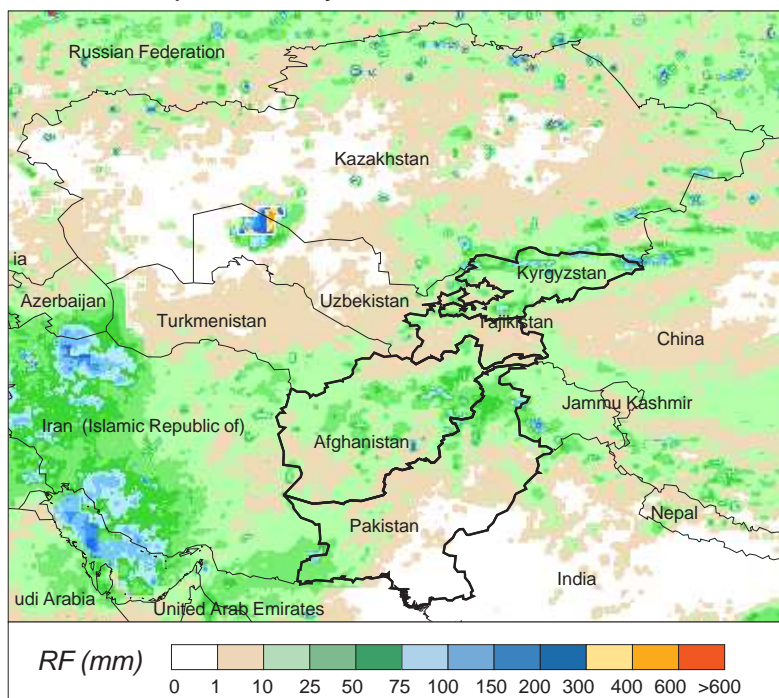 Russian Federation
Kazakhstan
ia
Kyrgyzstan
Azerbaijan
Uzbekistan
Turkmenistan
Tajikistan
China
Jammu Kashmir
Iran (Islamic Republic of)
Afghanistan
Nepal
Pakistan
India
udi Arabia
United Arab Emirates
RF (mm)
0 1 10 25 50 75 100 150 200 300 400 600 >600